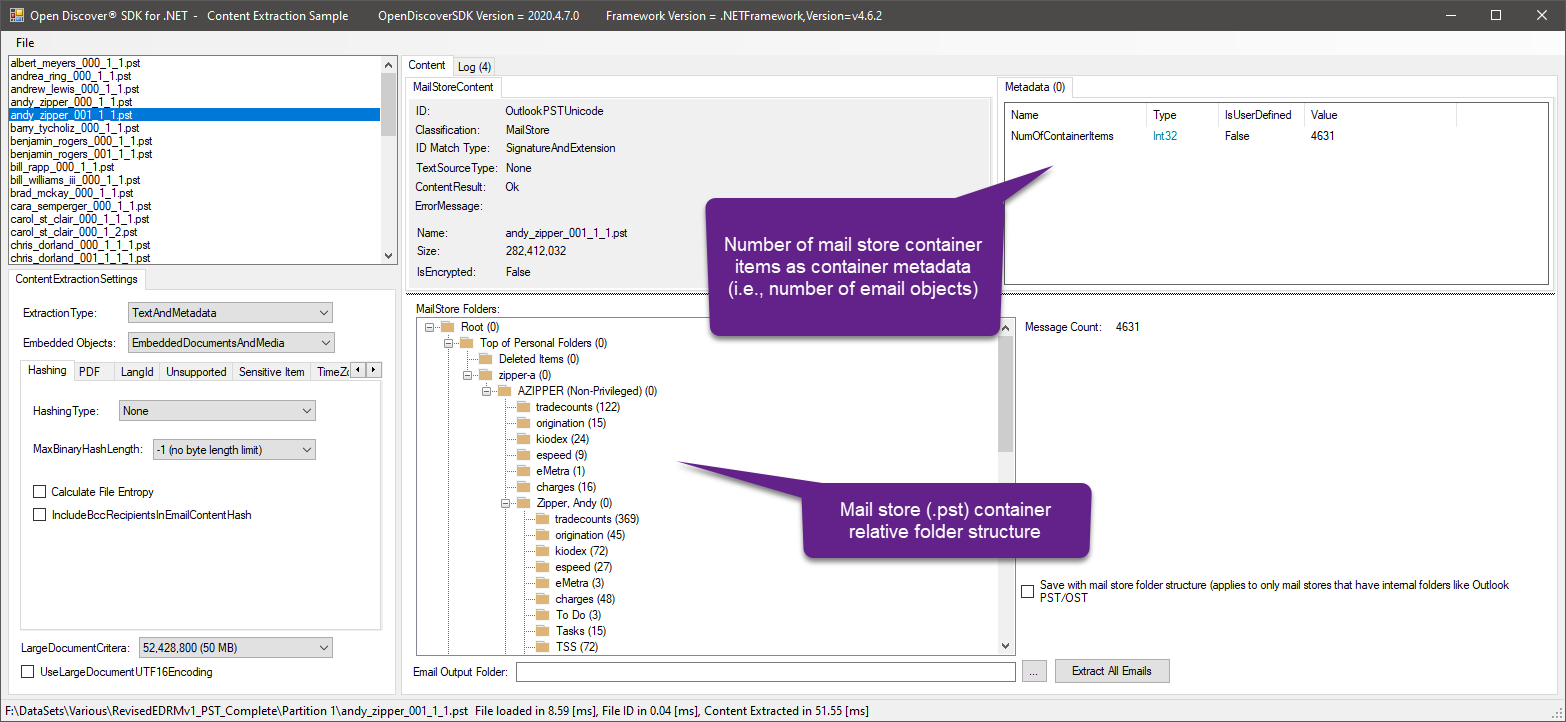 Open Discover® SDK for .NET - Content Extraction Sample OpenDiscoverSDK Version = 2020.4.7.0 Framework Version = .NETFramework,Version=v4.6.2
File
albert_meyers_000_1_1.pst
andrea_ring_000_1_1.pst
andrew_lewis_000_1_1.pst
andy_zipper_000_1_1.pst
andy_zipper_001_1_1.pst
barry_tycholiz_000_1_1.pst
benjamin_rogers_000_1_1.pst
benjamin_rogers_001_1_1.pst
bill_rapp_000_1_1.pst
bill_williams_iii_000_1_1.pst
brad_mckay_000_1_1.pst
cara_semperger_000_1_1.pst
carol_st_clair_000_1_1_1.pst
carol_st_clair_000_1_2.pst
chris_dorland_000_1_1_1.pst
chris_dorland_001_1_1_1.pst
ContentExtractionSettings
ExtractionType: TextAndMetadata
Embedded Objects: EmbeddedDocumentsAndMedia
Hashing PDF LangId Unsupported Sensitive Item TimeZo
HashingType: None
MaxBinaryHashLength: -1 (no byte length limit)
Calculate File Entropy
IncludeBccRecipientsInEmailContentHash
LargeDocumentCritera: 52,428,800 (50 MB)
UseLargeDocumentUTF16Encoding
Content Log (4)
MailStoreContent
ID: OutlookPSTUnicode
Classification: MailStore
ID Match Type: SignatureAndExtension
TextSourceType: None
ContentResult: Ok
ErrorMessage:
Name: andy_zipper_001_1_1.pst
Size: 282,412,032
IsEncrypted: False
Metadata (0)
Name Type IsUserDefined Value
NumOfContainerItems Int32 False 4631
Number of mail store container
items as container metadata
(i.e., number of email objects)
MailStore Folders:
Root (0)
Top of Personal Folders (0)
Deleted Items (0)
zipper-a (0)
AZIPPER (Non-Privileged) (0)
tradecounts (122)
origination (15)
kiodex (24)
espeed (9)
eMetra (1)
charges (16)
Zipper, Andy (0)
tradecounts (369)
origination (45)
kiodex (72)
espeed (27)
eMetra (3)
charges (48)
To Do (3)
Tasks (15)
TSS (72)
Message Count: 4631
Mail store (.pst) container
relative folder structure
Save with mail store folder structure (applies to only mail stores that have internal folders like Outlook
PST/OST
Email Output Folder: ... Extract All Emails
F:\DataSets\Various\RevisedEDRMv1_PST_Complete\Partition 1\andy_zipper_001_1_1.pst File loaded in 8.59 [ms], File ID in 0.04 [ms], Content Extracted in 51.55 [ms]